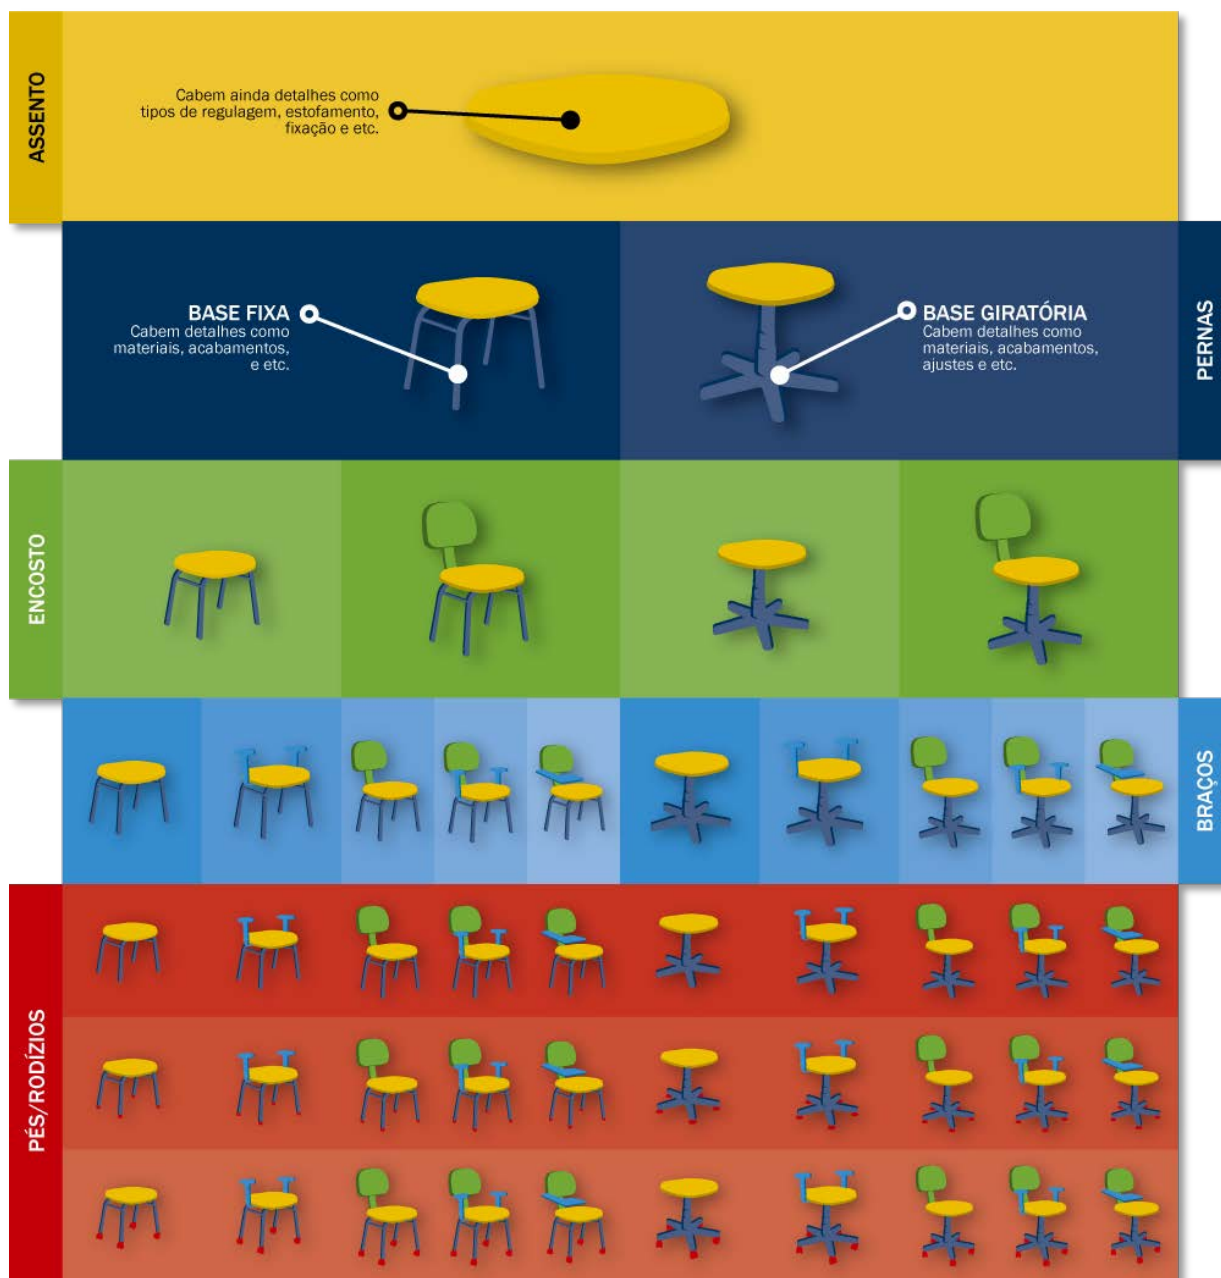 ASSENTO
Cabem ainda detalhes como
tipos de regulagem, estofamento,
fixação e etc.
BASE FIXA
Cabem detalhes como
materiais, acabamentos,
e etc.
BASE GIRATÓRIA
Cabem detalhes como
materiais, acabamentos,
ajustes e etc.
PERNAS
ENCOSTO
BRAÇOS
PÉS/RODÍZIOS